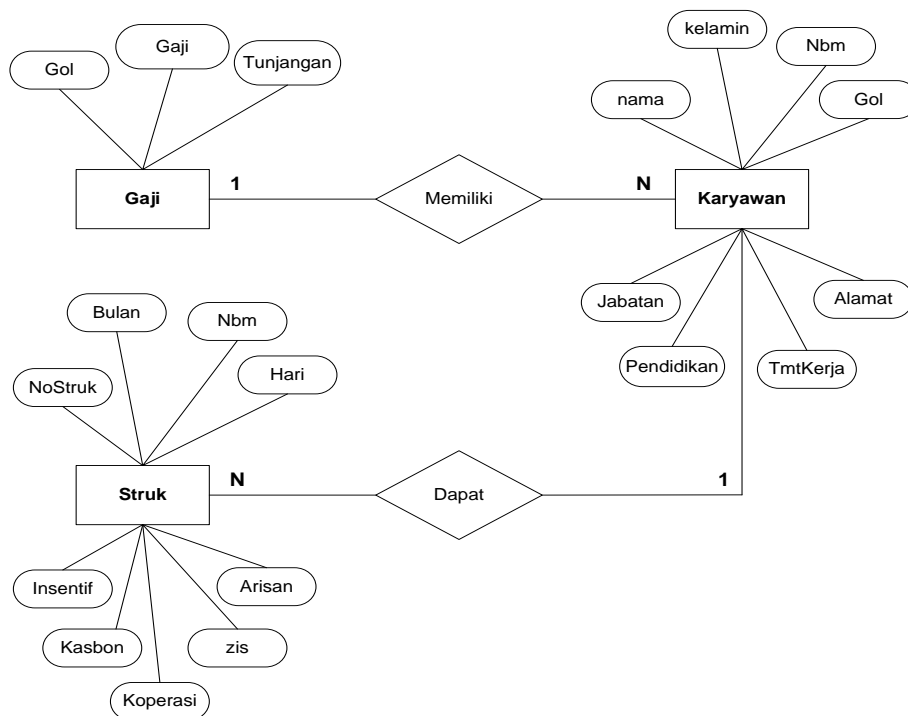 kelamin
Gaji
Nbm
Gol
Tunjangan
nama
Gol
1
N
Gaji
Memiliki
Karyawan
Jabatan
Alamat
Bulan
Nbm
Pendidikan
TmtKerja
NoStruk
Hari
N
1
Struk
Dapat
Insentif
Arisan
Kasbon
zis
Koperasi